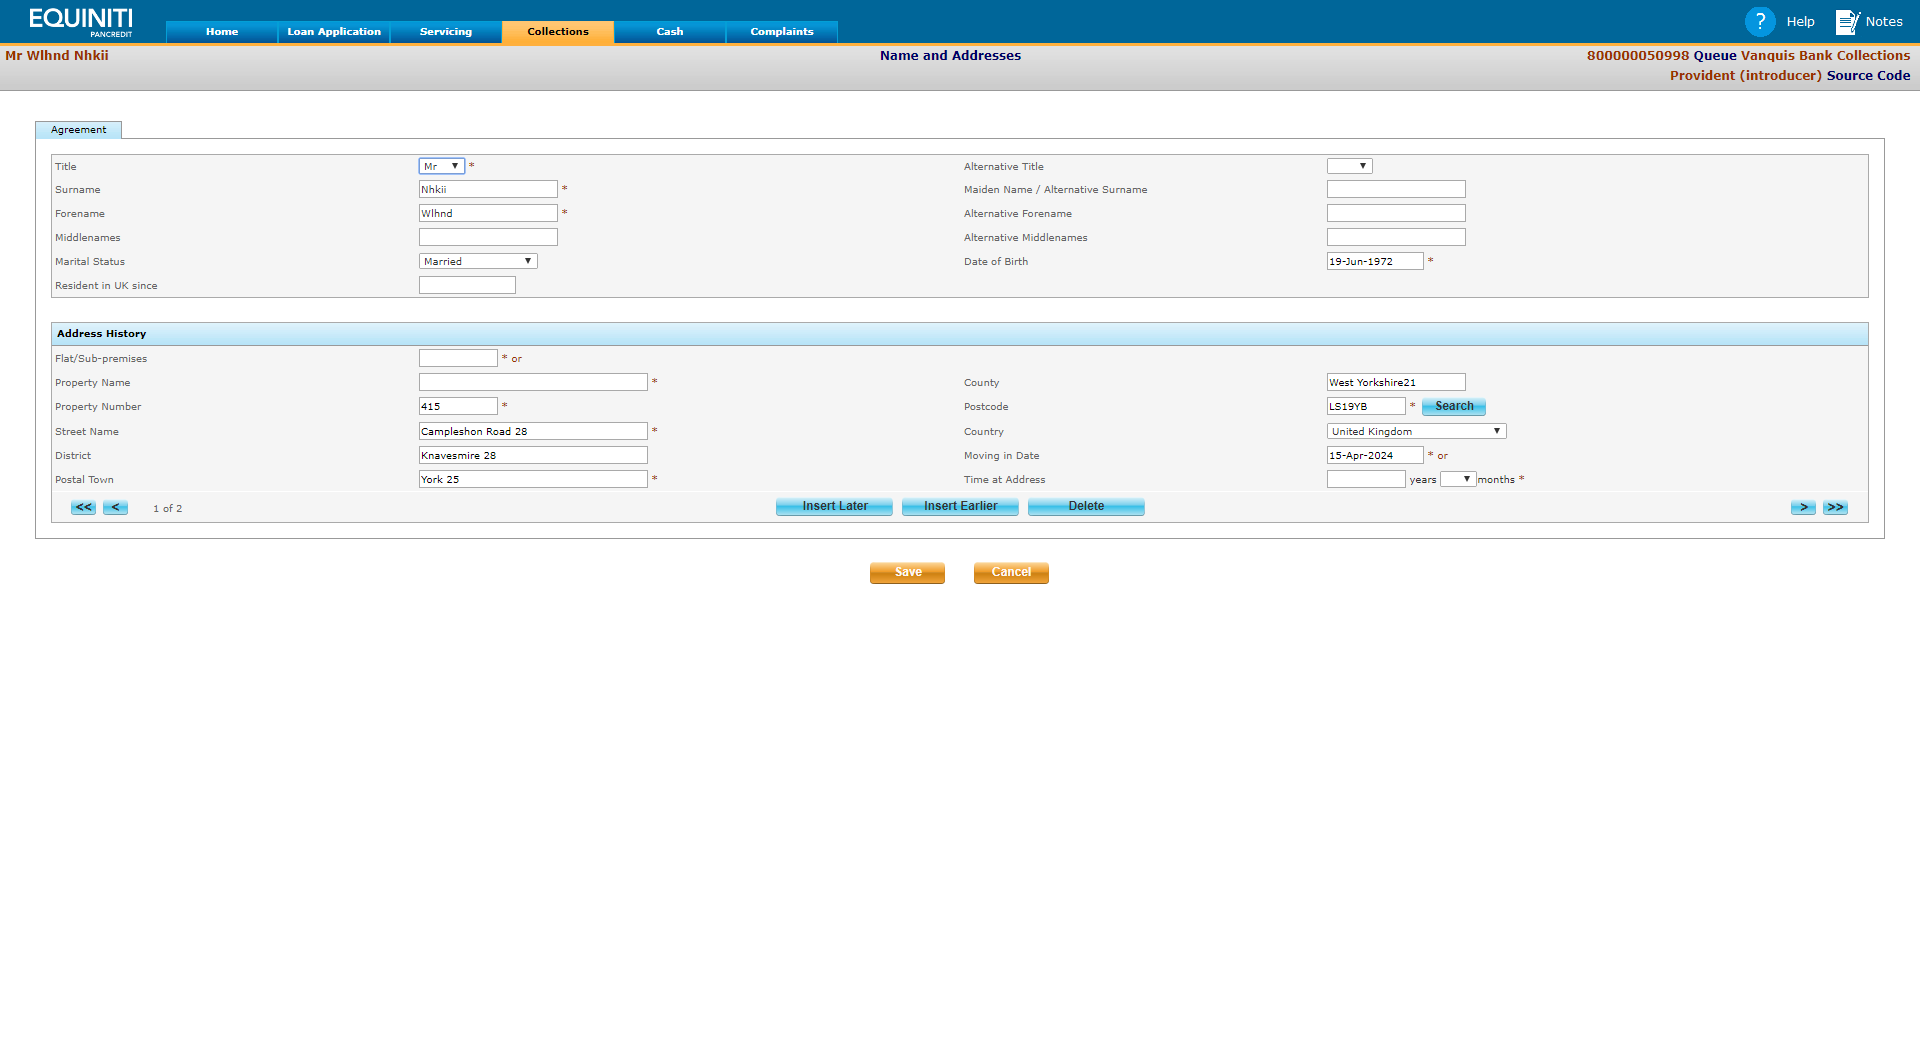 EQUINITI
PANCREDIT
Home Loan Application Servicing Collections Cash Complaints
? Help Notes
Mr Wlhnd Nhkii Name and Addresses 800000050998 Queue Vanquis Bank Collections
Provident (introducer) Source Code
Agreement
Title Mr * Alternative Title
Surname Nhkii * Maiden Name / Alternative Surname
Forename Wlhnd * Alternative Forename
Middlenames Alternative Middlenames
Marital Status Married Date of Birth 19-Jun-1972 *
Resident in UK since
Address History
Flat/Sub-premises * or
Property Name * County West Yorkshire21
Property Number 415 * Postcode LS19YB * Search
Street Name Campleshon Road 28 * Country United Kingdom
District Knavesmire 28 Moving in Date 15-Apr-2024 * or
Postal Town York 25 * Time at Address years months *
<< < 1 of 2 Insert Later Insert Earlier Delete > >>
Save Cancel